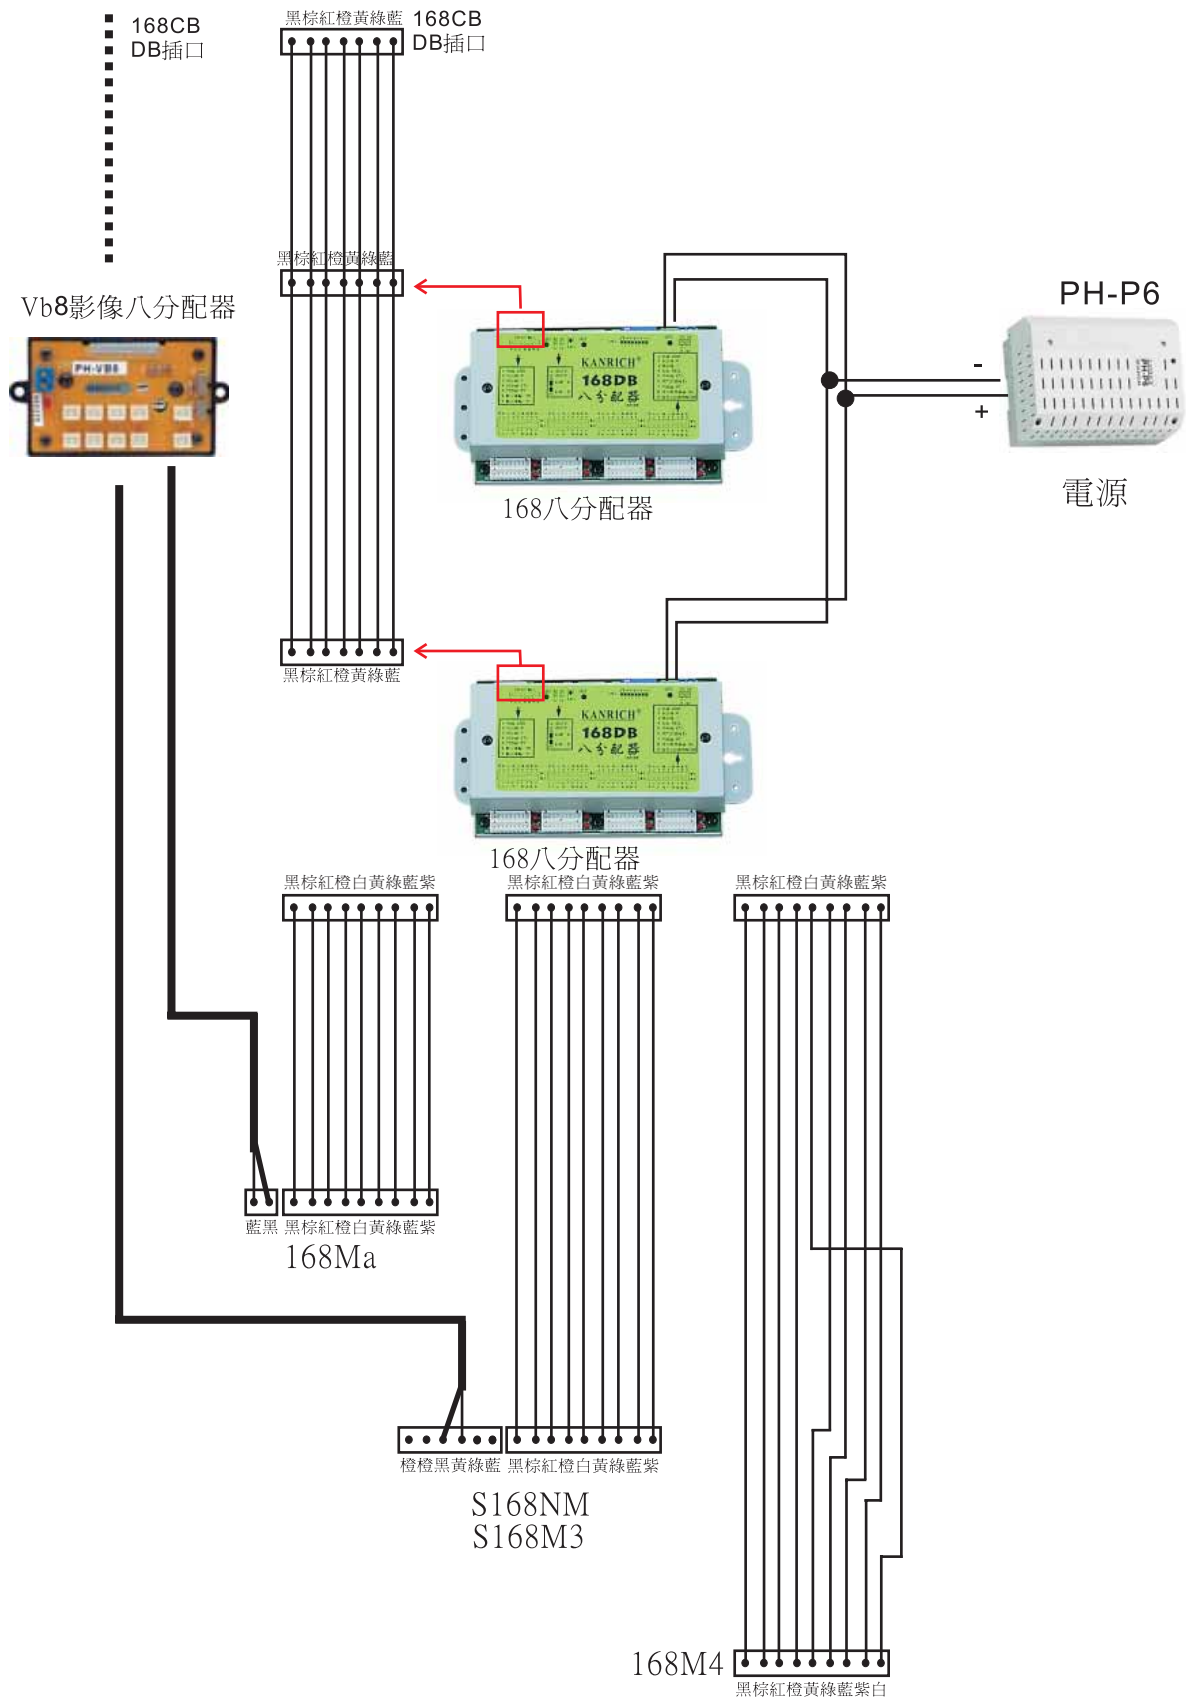 168CB
DB插口
黑棕紅橙黃綠藍
168CB
DB插口
黑棕紅橙黃綠藍
Vb8影像八分配器
PH-VB8
PH-P6
KANRICH®
168DB
八分配器
-
+
PH-P6
168八分配器
電源
黑棕紅橙黃綠藍
KANRICH®
168DB
八分配器
168八分配器
黑棕紅橙白黃綠藍紫
黑棕紅橙白黃綠藍紫
黑棕紅橙白黃綠藍紫
藍黑
黑棕紅橙白黃綠藍紫
168Ma
橙橙黑黃綠藍
黑棕紅橙白黃綠藍紫
S168NM
S168M3
168M4
黑棕紅橙黃綠藍紫白